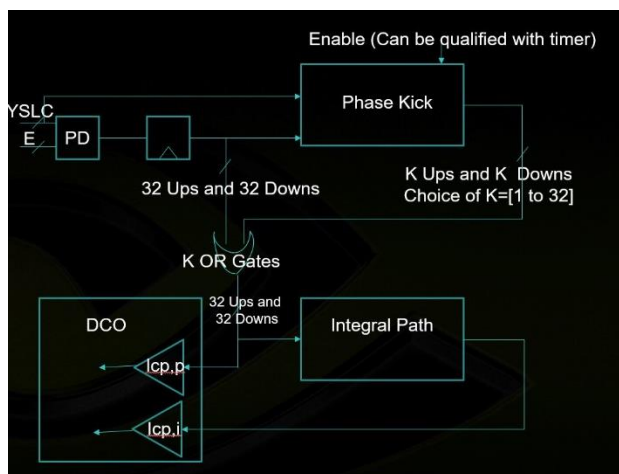 Enable (Can be qualified with timer)
Phase Kick
YSLC
E
PD
32 Ups and 32 Downs
K Ups and K Downs
Choice of K=[1 to 32]
K OR Gates
32 Ups and
32 Downs
DCO
Integral Path
Icp,p
Icp,i